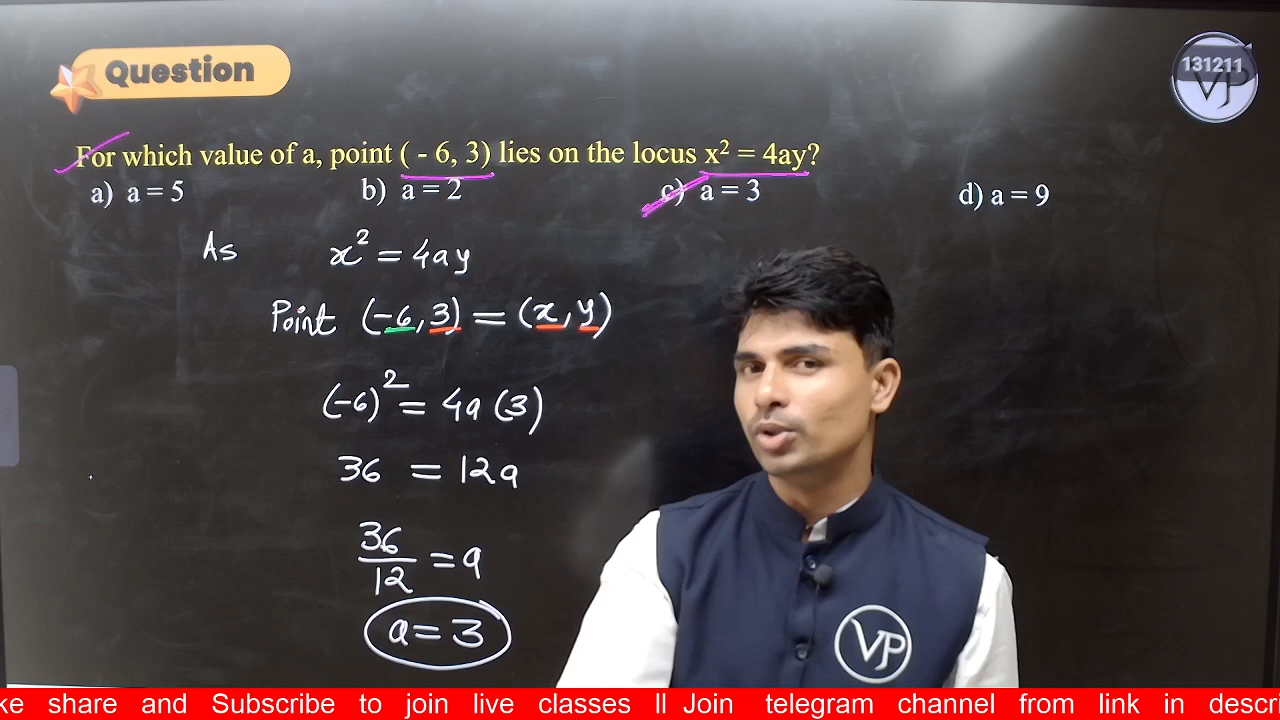 Question
131211
VP
For which value of a, point ( - 6, 3) lies on the locus x² = 4ay?
a) a = 5 b) a = 2 c) a = 3 d) a = 9
As x² = 4ay
Point (-6, 3) = (x, y)
(-6)² = 4a (3)
36 = 12a
36/12 = a
a = 3
VP
ke share and Subscribe to join live classes ll Join telegram channel from link in descri